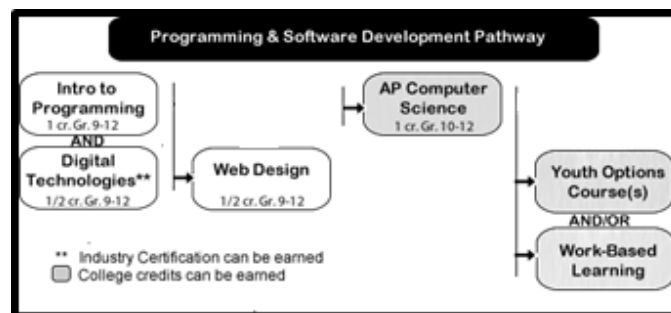 Programming & Software Development Pathway
Intro to
Programming
1 cr. Gr. 9-12
AND
Digital
Technologies**
1/2 cr. Gr. 9-12
Web Design
1/2 cr. Gr. 9-12
AP Computer
Science
1 cr. Gr. 10-12
Youth Options
Course(s)
AND/OR
Work-Based
Learning
** Industry Certification can be earned
College credits can be earned